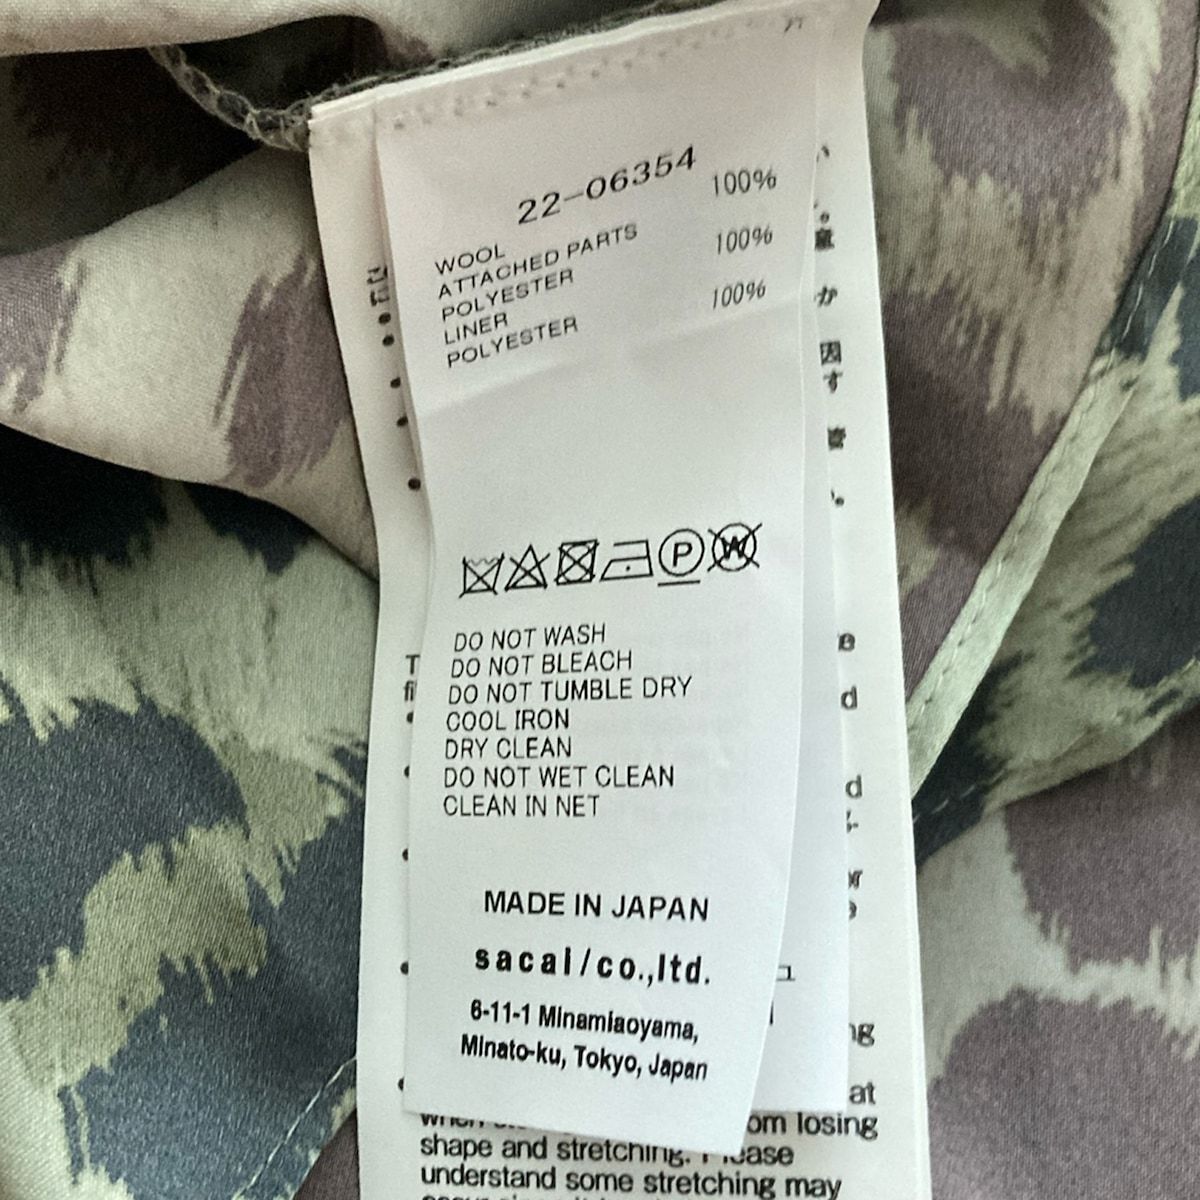 22-06354
WOOL 100%
ATTACHED PARTS
POLYESTER 100%
LINER
POLYESTER 100%
P W
DO NOT WASH
DO NOT BLEACH
DO NOT TUMBLE DRY
COOL IRON
DRY CLEAN
DO NOT WET CLEAN
CLEAN IN NET
MADE IN JAPAN
sacai/co.,ltd.
6-11-1 Minamiaoyama,
Minato-ku, Tokyo, Japan
losing
shape and stretching.
understand some stretching may